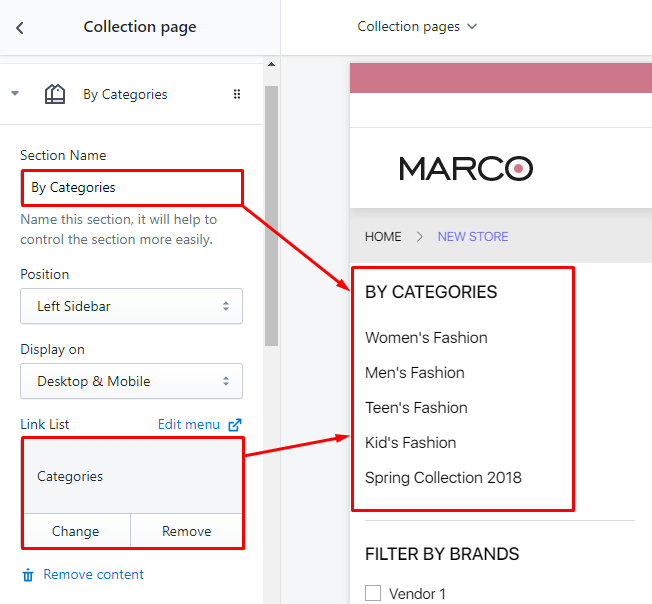 Collection page
By Categories
Section Name
By Categories
Name this section, it will help to
control the section more easily.
Position
Left Sidebar
Display on
Desktop & Mobile
Link List Edit menu
Categories
Change Remove
Remove content
Collection pages
MARCO
HOME > NEW STORE
BY CATEGORIES
Women's Fashion
Men's Fashion
Teen's Fashion
Kid's Fashion
Spring Collection 2018
FILTER BY BRANDS
Vendor 1